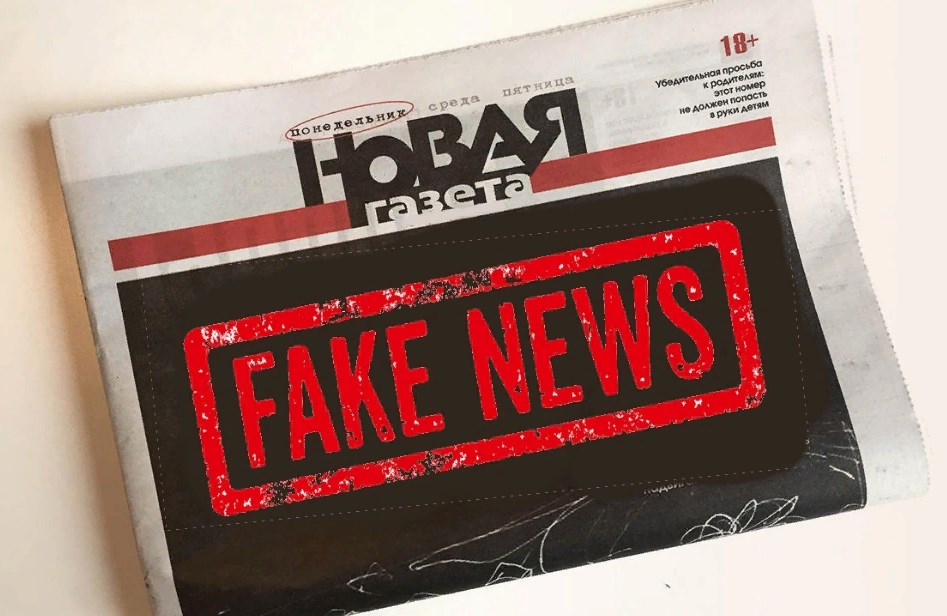 понедельник среда пятница
НОВАЯ
газета
18+
Убедительная просьба
к родителям:
этот номер
не должен попасть
в руки детям
FAKE NEWS